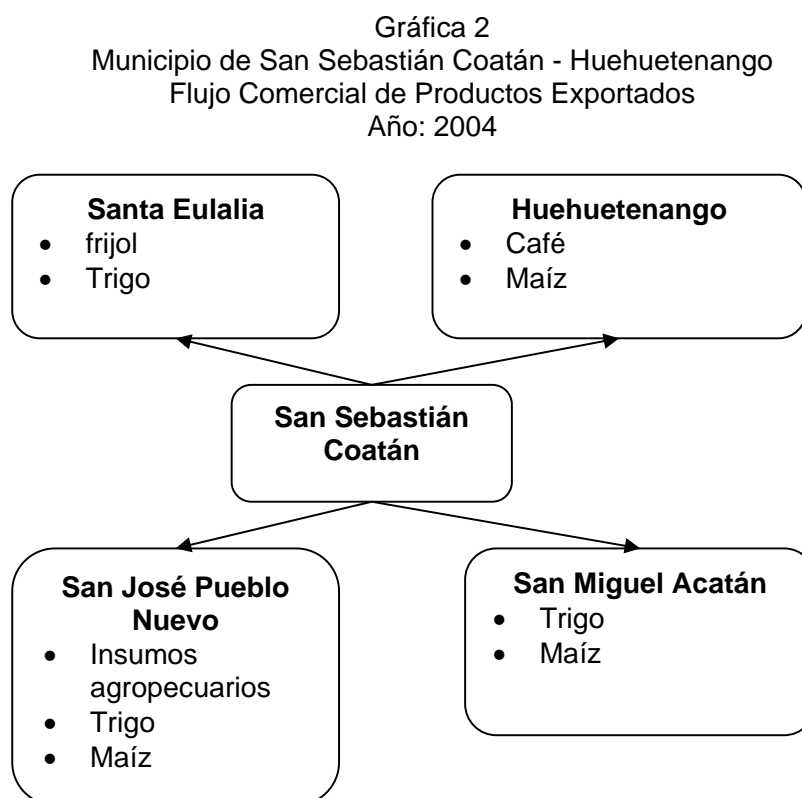 Gráfica 2
Municipio de San Sebastián Coatán - Huehuetenango
Flujo Comercial de Productos Exportados
Año: 2004
Santa Eulalia
• frijol
• Trigo
Huehuetenango
• Café
• Maíz
San Sebastián
Coatán
San José Pueblo
Nuevo
• Insumos
agropecuarios
• Trigo
• Maíz
San Miguel Acatán
• Trigo
• Maíz